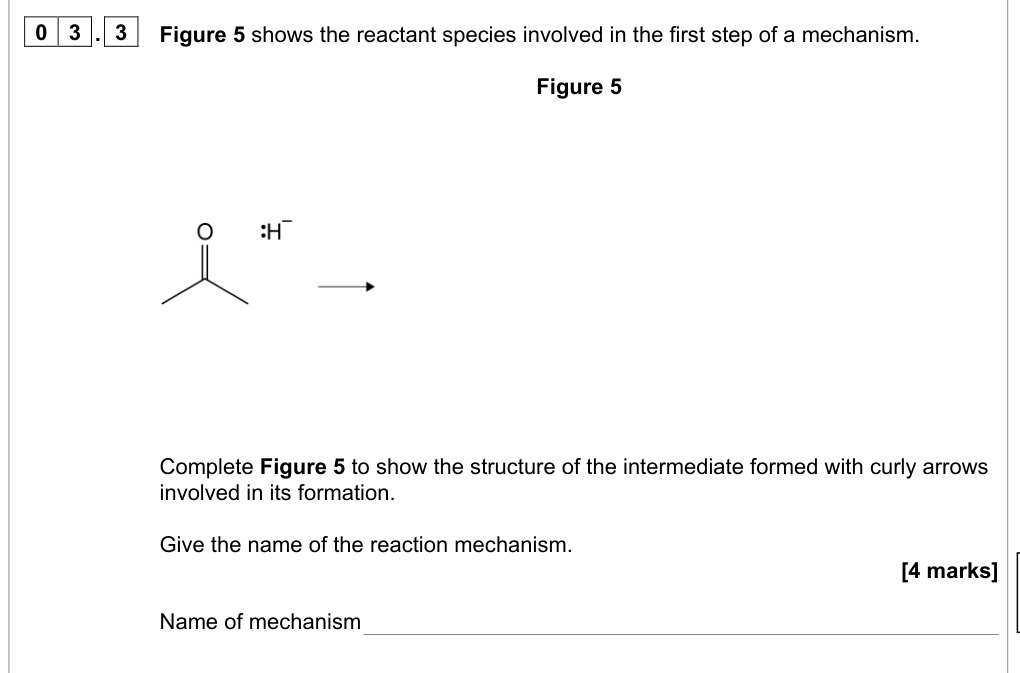 0 3 . 3 Figure 5 shows the reactant species involved in the first step of a mechanism.
Figure 5
O :H⁻
Complete Figure 5 to show the structure of the intermediate formed with curly arrows
involved in its formation.
Give the name of the reaction mechanism.
[4 marks]
Name of mechanism